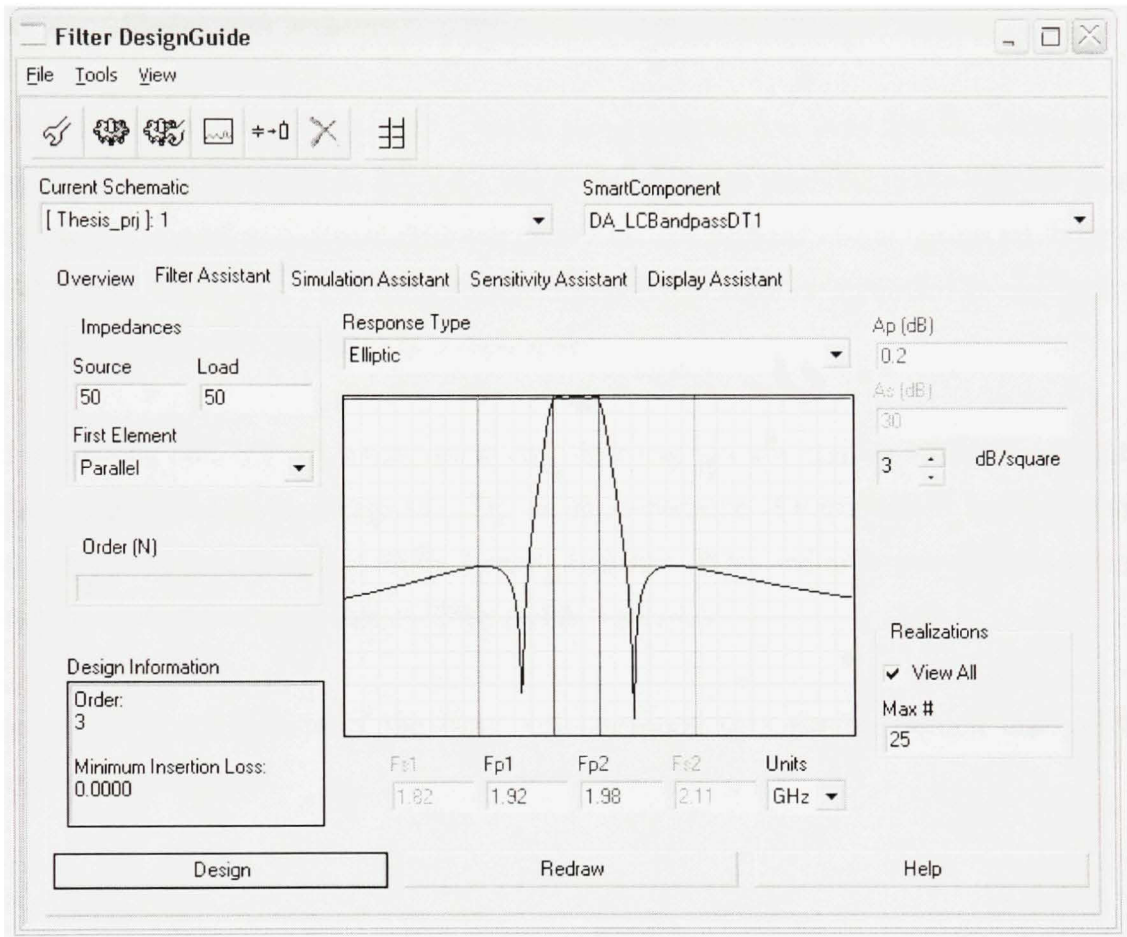 Filter DesignGuide
File Tools View
Current Schematic
SmartComponent
[ Thesis_prj ]: 1
DA_LCBandpassDT1
Overview Filter Assistant Simulation Assistant Sensitivity Assistant Display Assistant
Impedances
Source Load
50 50
First Element
Parallel
Order (N)
Design Information
Order:
3
Minimum Insertion Loss:
0.0000
Response Type
Elliptic
Fs1 Fp1 Fp2 Fs2 Units
1.82 1.92 1.98 2.11 GHz
Ap (dB)
0.2
As (dB)
30
3 dB/square
Realizations
View All
Max #
25
Design Redraw Help